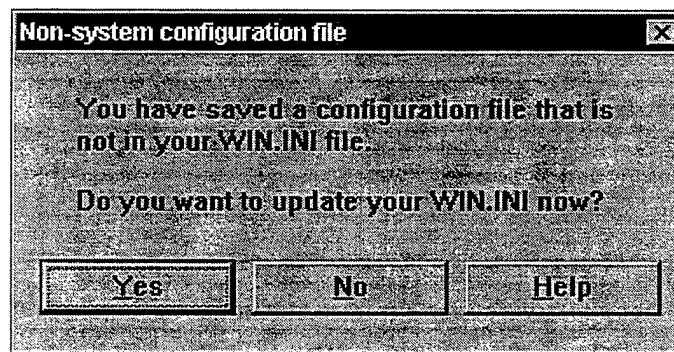 Non-system configuration file
You have saved a configuration file that is
not in your WIN.INI file.
Do you want to update your WIN.INI now?
Yes No Help